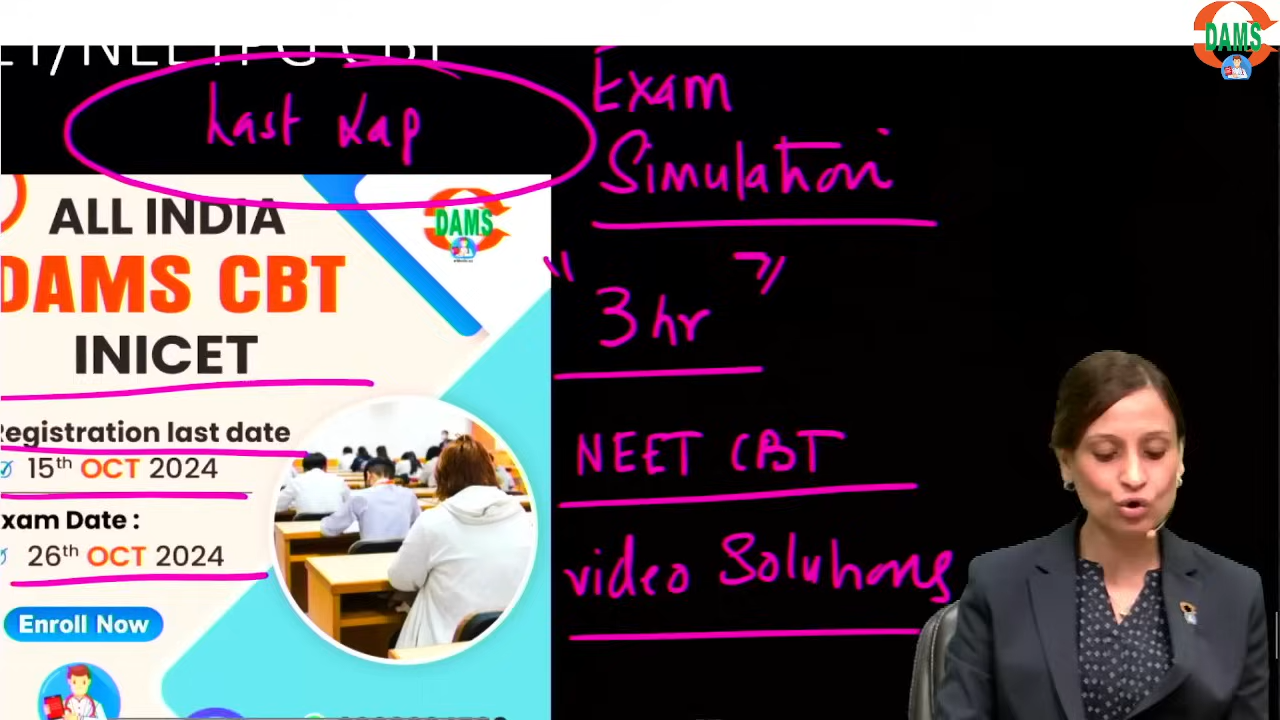 DAMS
Last Lap
Exam
Simulation
ALL INDIA
DAMS
DAMS CBT
INICET
"3 hr"
Registration last date
15th OCT 2024
NEET CBT
Exam Date :
26th OCT 2024
video Solutions
Enroll Now